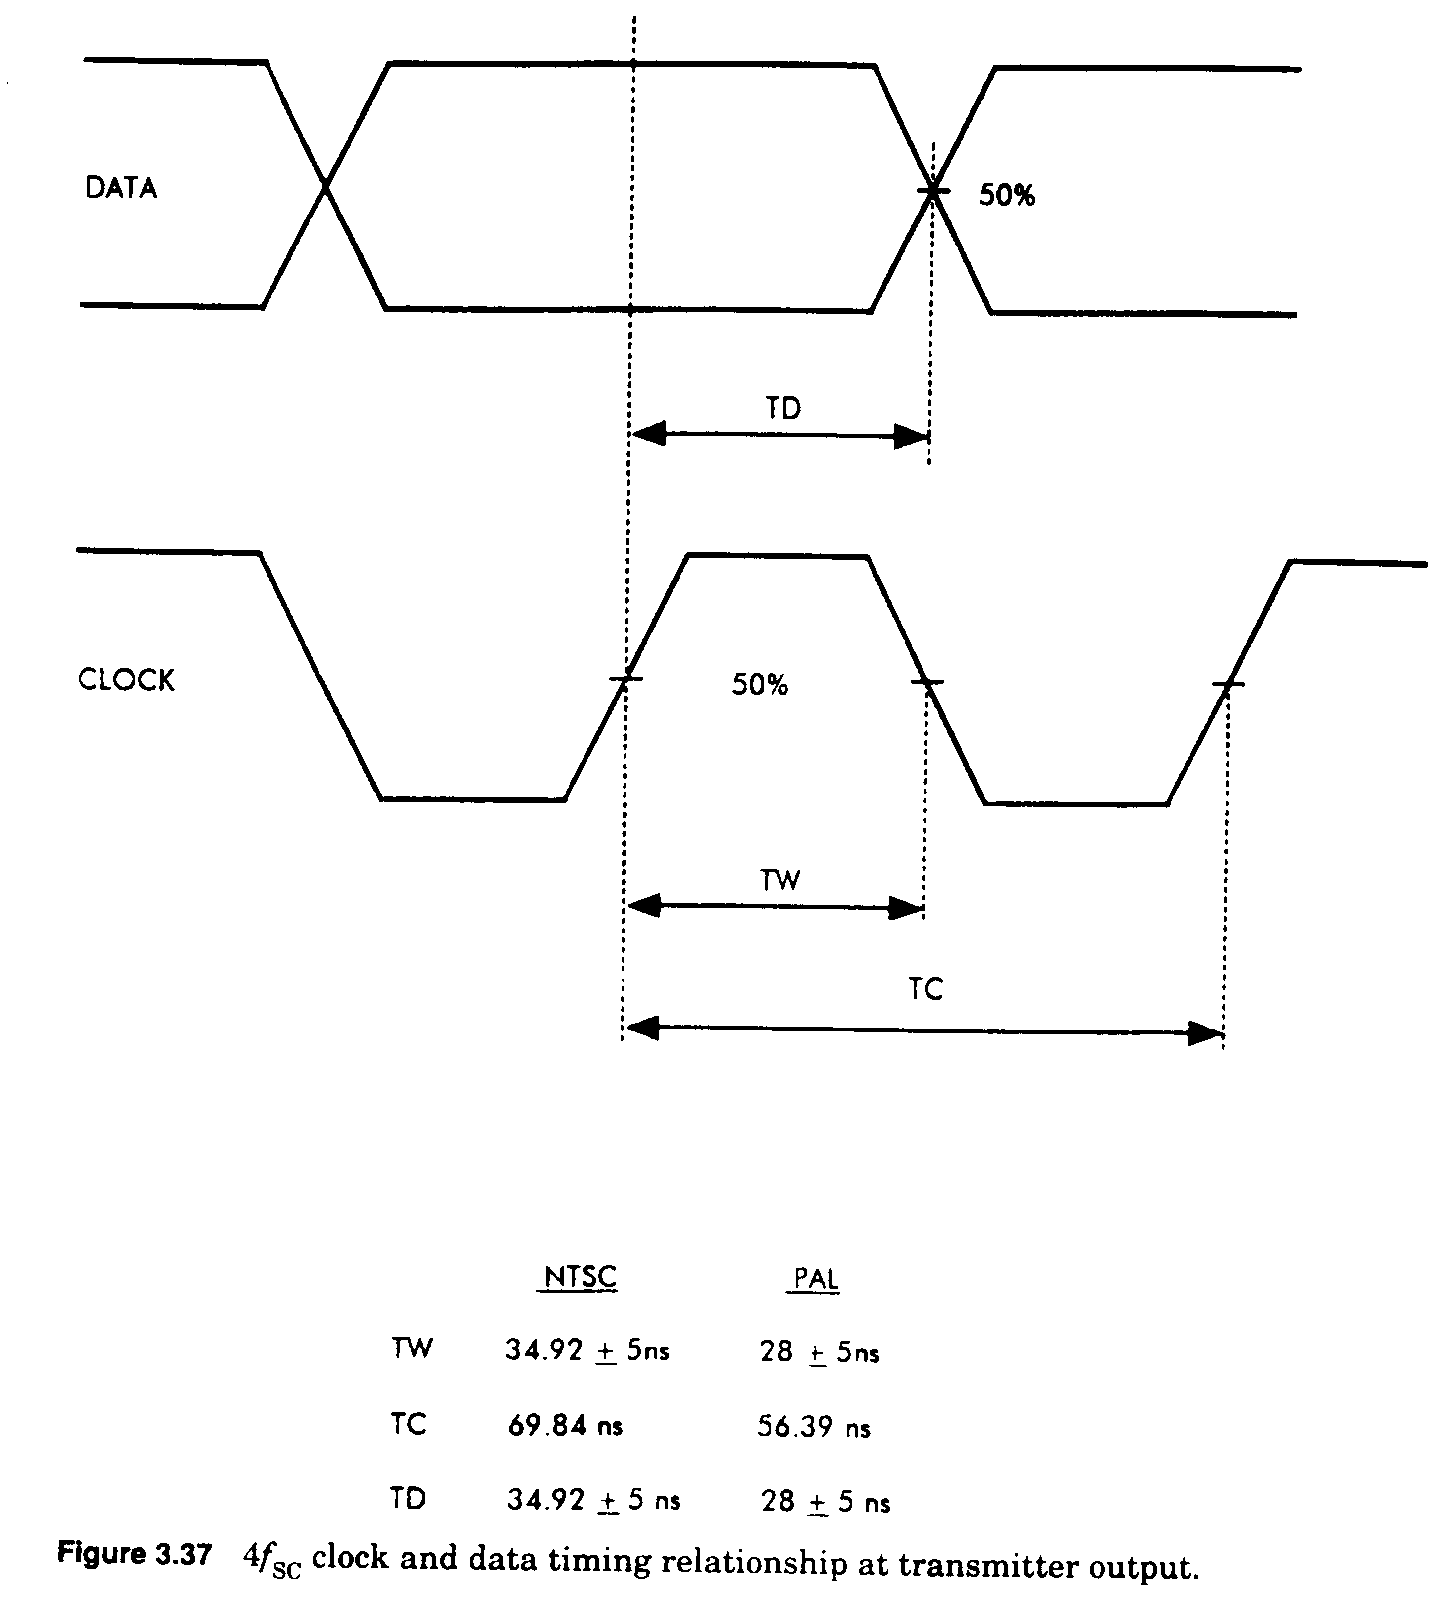 DATA
50%
TD
CLOCK
50%
TW
TC
NTSC PAL
TW 34.92 ± 5ns 28 ± 5ns
TC 69.84 ns 56.39 ns
TD 34.92 ± 5 ns 28 ± 5 ns
Figure 3.37 4fSC clock and data timing relationship at transmitter output.